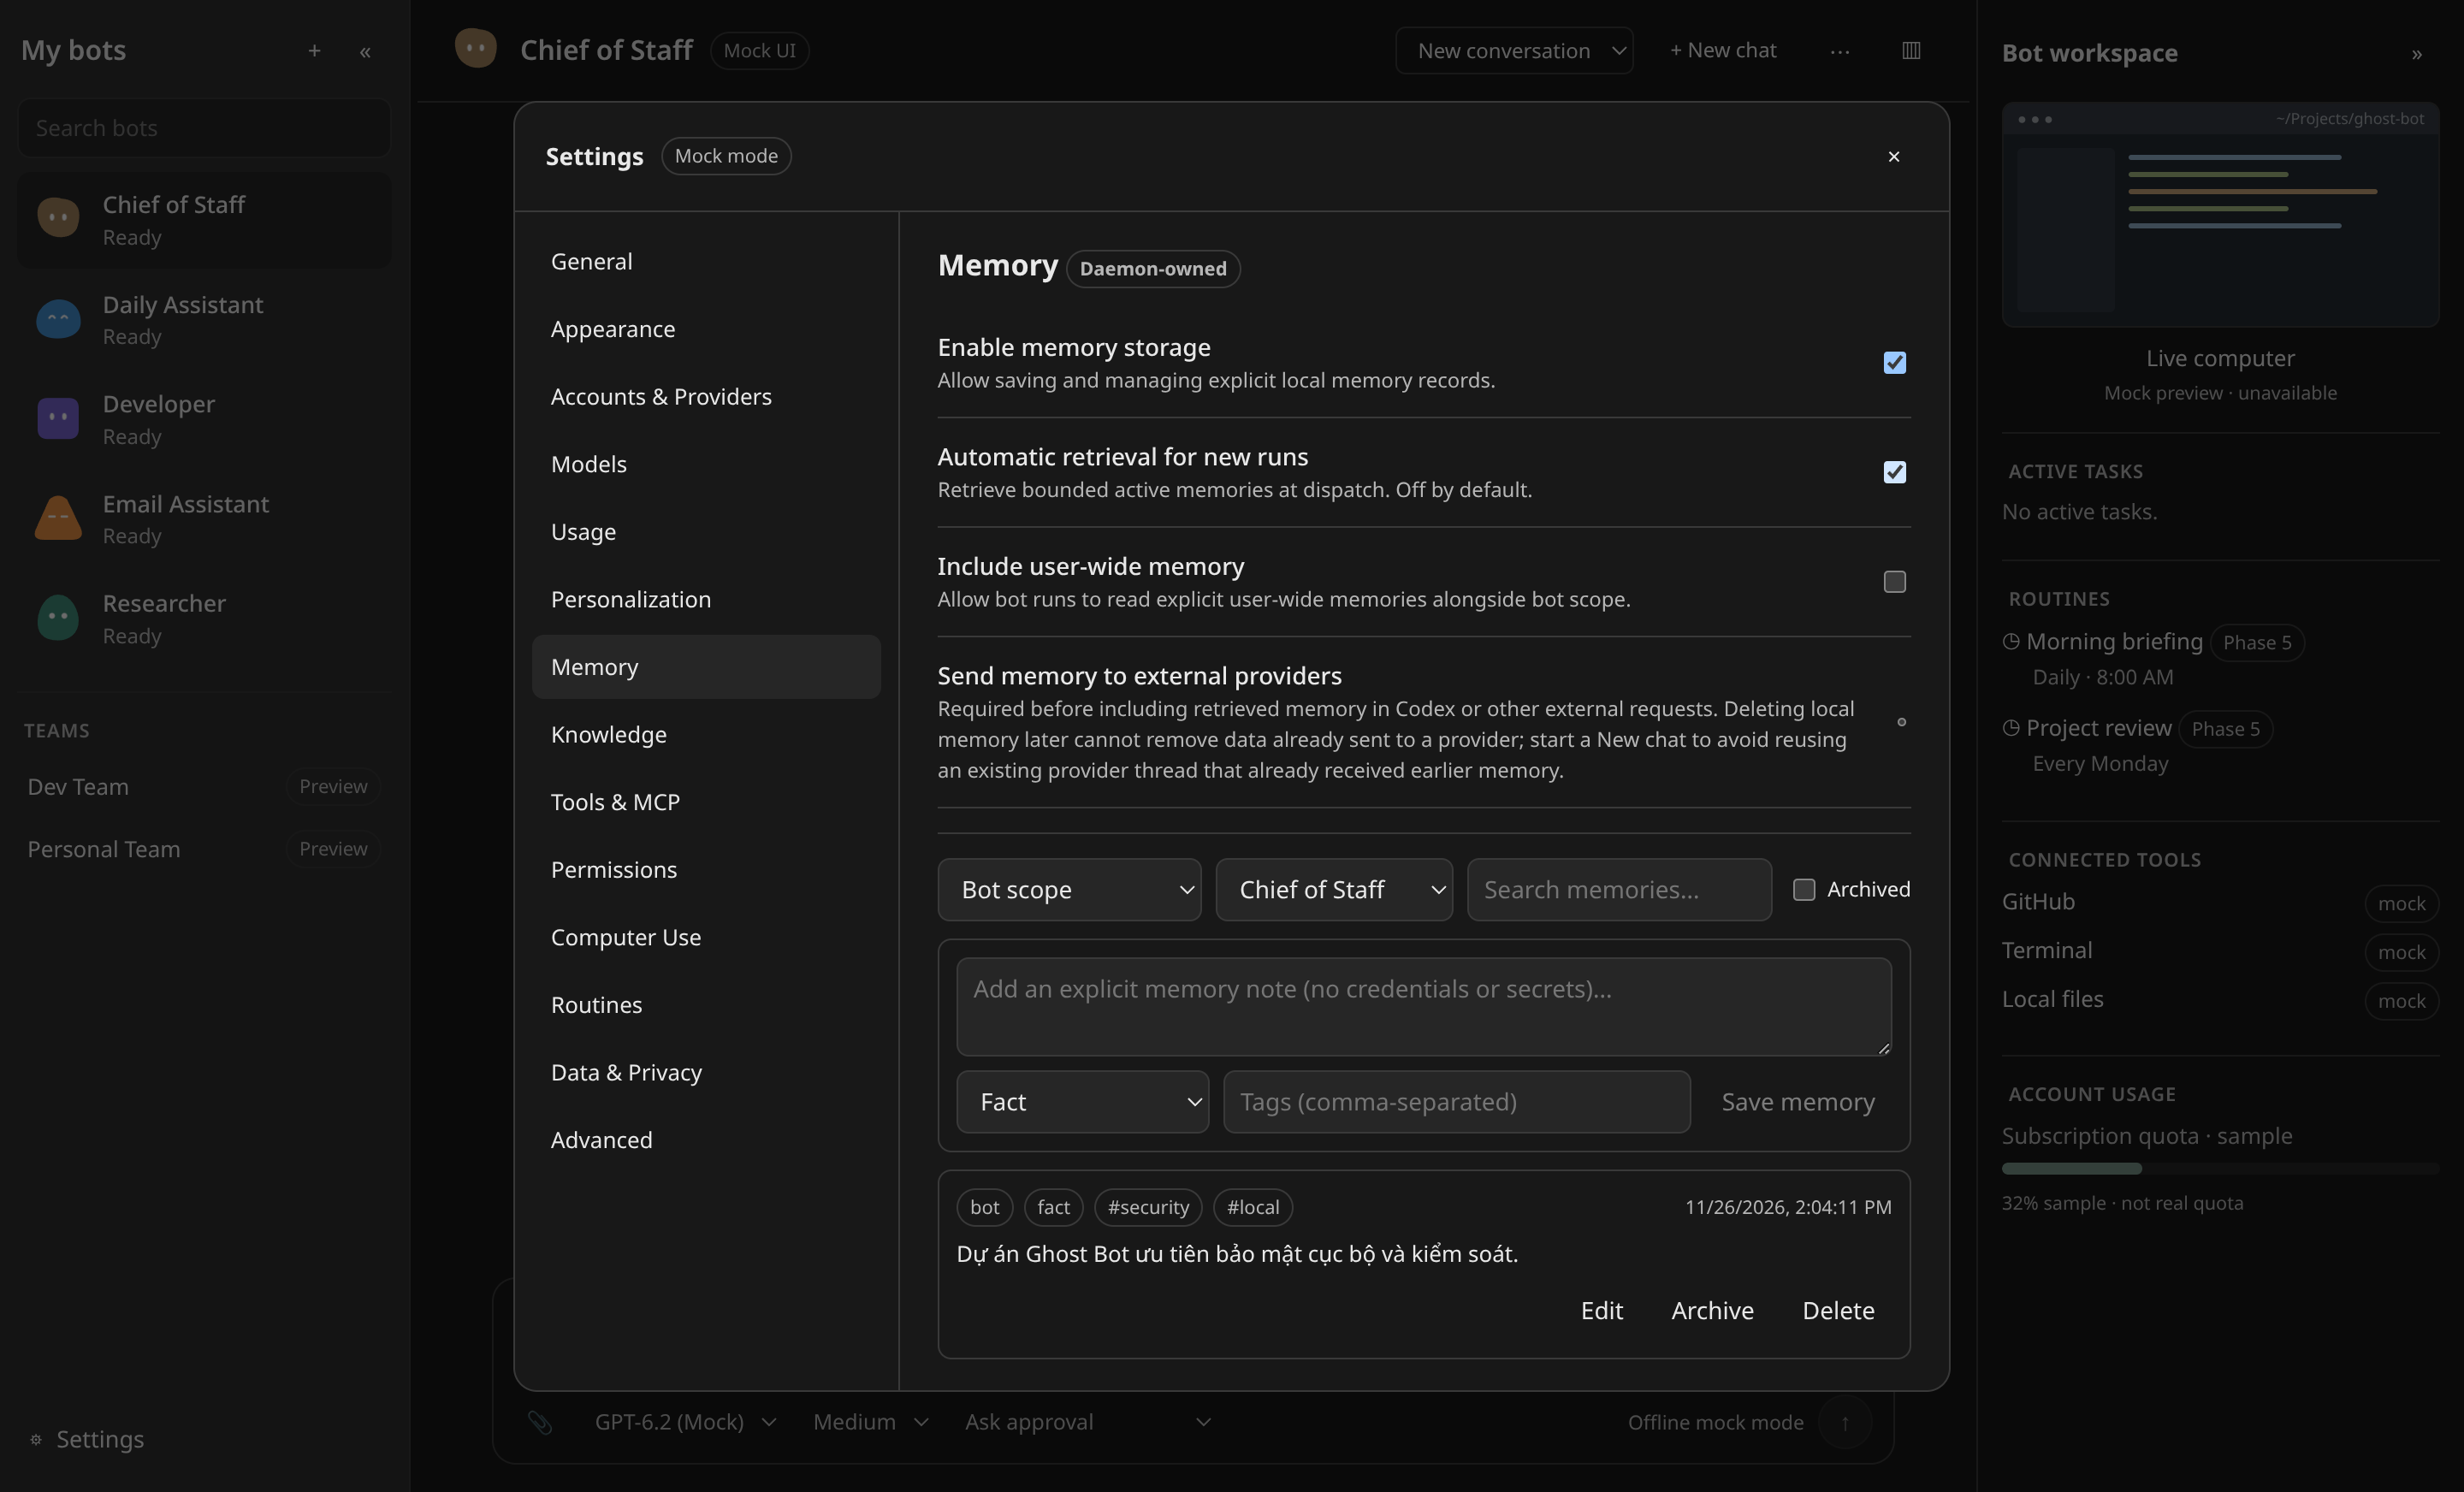 My bots
+
«
Search bots
Chief of Staff
Ready
Daily Assistant
Ready
Developer
Ready
Email Assistant
Ready
Researcher
Ready
TEAMS
Dev Team
Preview
Personal Team
Preview
Settings
Chief of Staff
Mock UI
New conversation
+ New chat
...
Settings
Mock mode
×
General
Appearance
Accounts & Providers
Models
Usage
Personalization
Memory
Knowledge
Tools & MCP
Permissions
Computer Use
Routines
Data & Privacy
Advanced
Memory
Daemon-owned
Enable memory storage
Allow saving and managing explicit local memory records.
Automatic retrieval for new runs
Retrieve bounded active memories at dispatch. Off by default.
Include user-wide memory
Allow bot runs to read explicit user-wide memories alongside bot scope.
Send memory to external providers
Required before including retrieved memory in Codex or other external requests. Deleting local
memory later cannot remove data already sent to a provider; start a New chat to avoid reusing
an existing provider thread that already received earlier memory.
Bot scope
Chief of Staff
Search memories...
Archived
Add an explicit memory note (no credentials or secrets)...
Fact
Tags (comma-separated)
Save memory
bot
fact
#security
#local
11/26/2026, 2:04:11 PM
Dự án Ghost Bot ưu tiên bảo mật cục bộ và kiểm soát.
Edit
Archive
Delete
GPT-6.2 (Mock)
Medium
Ask approval
Offline mock mode
↑
Bot workspace
»
~/Projects/ghost-bot
Live computer
Mock preview · unavailable
ACTIVE TASKS
No active tasks.
ROUTINES
Morning briefing
Phase 5
Daily · 8:00 AM
Project review
Phase 5
Every Monday
CONNECTED TOOLS
GitHub
mock
Terminal
mock
Local files
mock
ACCOUNT USAGE
Subscription quota · sample
32% sample · not real quota